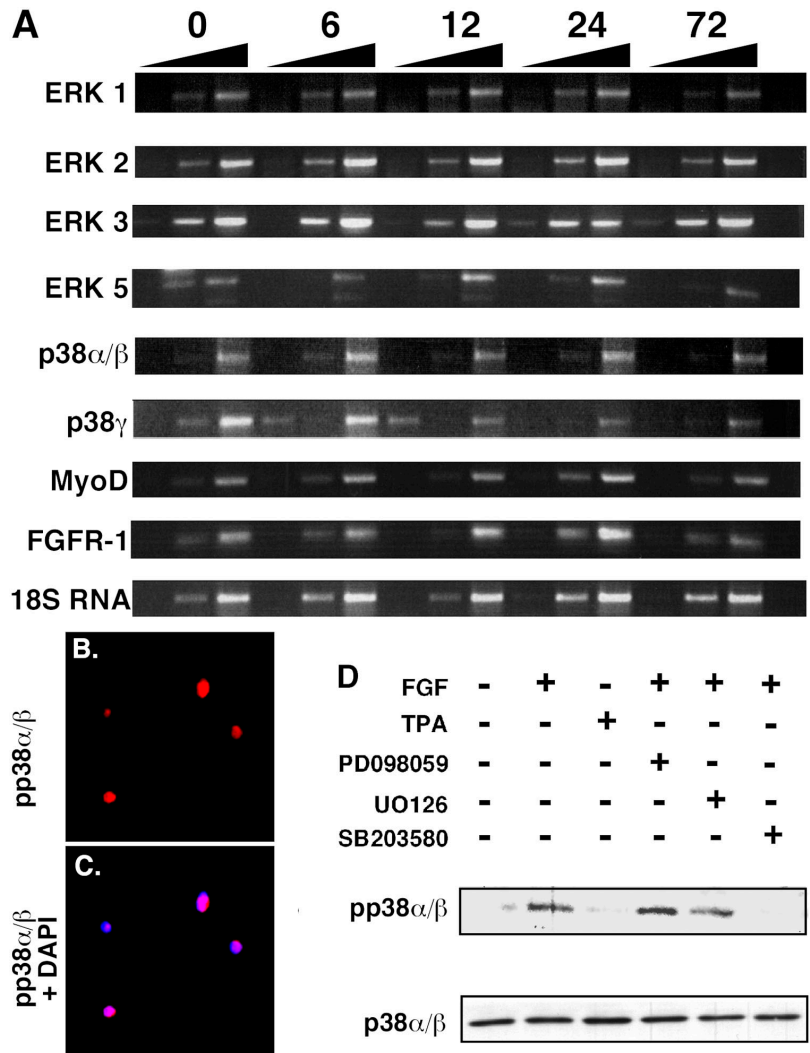 A 0 6 12 24 72
ERK 1
ERK 2
ERK 3
ERK 5
p38α/β
p38γ
MyoD
FGFR-1
18S RNA
B.
pp38α/β
C.
pp38α/β
+ DAPI
D FGF - + - + + +
TPA - - + - - -
PD098059 - - - + - -
UO126 - - - - + -
SB203580 - - - - - +
pp38α/β
p38α/β